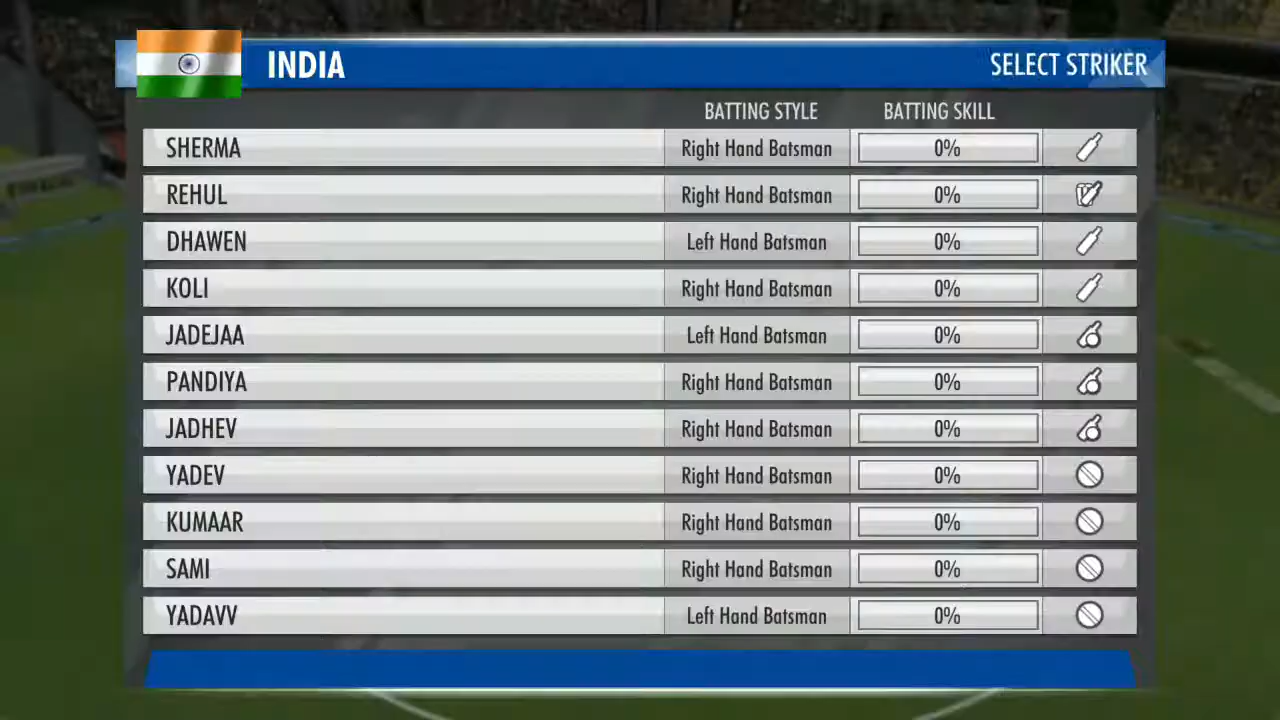 INDIA SELECT STRIKER
BATTING STYLE BATTING SKILL
SHERMA Right Hand Batsman 0%
REHUL Right Hand Batsman 0%
DHAWEN Left Hand Batsman 0%
KOLI Right Hand Batsman 0%
JADEJAA Left Hand Batsman 0%
PANDIYA Right Hand Batsman 0%
JADHEV Right Hand Batsman 0%
YADEV Right Hand Batsman 0%
KUMAAR Right Hand Batsman 0%
SAMI Right Hand Batsman 0%
YADAVV Left Hand Batsman 0%